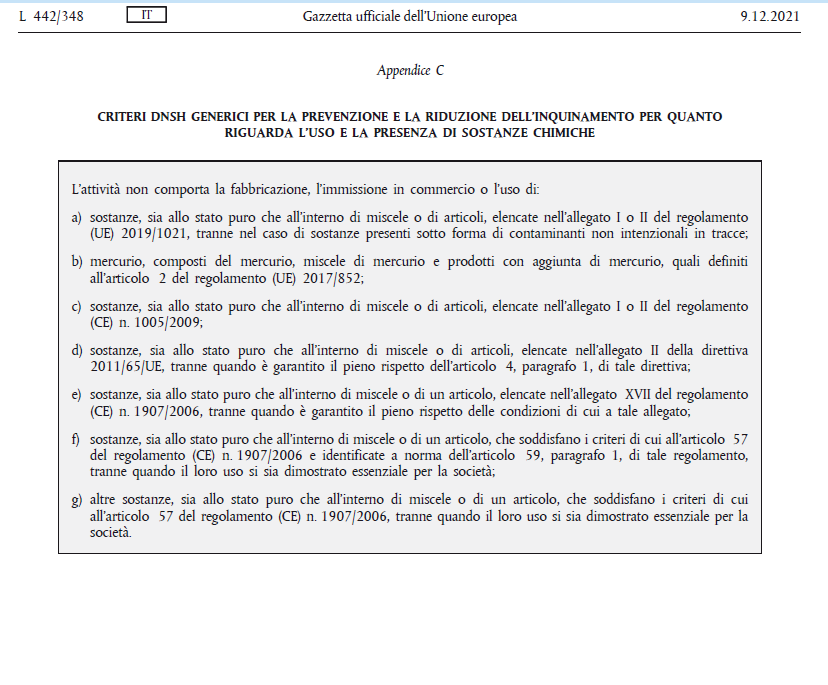 L 442/348 IT Gazzetta ufficiale dell'Unione europea 9.12.2021
Appendice C
CRITERI DNSH GENERICI PER LA PREVENZIONE E LA RIDUZIONE DELL'INQUINAMENTO PER QUANTO
RIGUARDA L'USO E LA PRESENZA DI SOSTANZE CHIMICHE
L'attività non comporta la fabbricazione, l'immissione in commercio o l'uso di:
a) sostanze, sia allo stato puro che all'interno di miscele o di articoli, elencate nell'allegato I o II del regolamento
(UE) 2019/1021, tranne nel caso di sostanze presenti sotto forma di contaminanti non intenzionali in tracce;
b) mercurio, composti del mercurio, miscele di mercurio e prodotti con aggiunta di mercurio, quali definiti
all'articolo 2 del regolamento (UE) 2017/852;
c) sostanze, sia allo stato puro che all'interno di miscele o di articoli, elencate nell'allegato I o II del regolamento
(CE) n. 1005/2009;
d) sostanze, sia allo stato puro che all'interno di miscele o di articoli, elencate nell'allegato II della direttiva
2011/65/UE, tranne quando è garantito il pieno rispetto dell'articolo 4, paragrafo 1, di tale direttiva;
e) sostanze, sia allo stato puro che all'interno di miscele o di un articolo, elencate nell'allegato XVII del regolamento
(CE) n. 1907/2006, tranne quando è garantito il pieno rispetto delle condizioni di cui a tale allegato;
f) sostanze, sia allo stato puro che all'interno di miscele o di un articolo, che soddisfano i criteri di cui all'articolo 57
del regolamento (CE) n. 1907/2006 e identificate a norma dell'articolo 59, paragrafo 1, di tale regolamento,
tranne quando il loro uso si sia dimostrato essenziale per la società;
g) altre sostanze, sia allo stato puro che all'interno di miscele o di un articolo, che soddisfano i criteri di cui
all'articolo 57 del regolamento (CE) n. 1907/2006, tranne quando il loro uso si sia dimostrato essenziale per la
società.